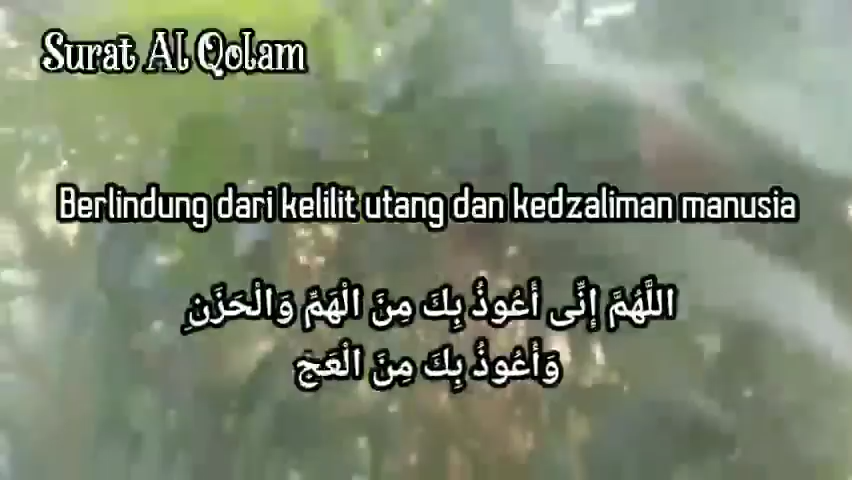 Surat Al Qolam
Berlindung dari kelilit utang dan kedzaliman manusia
اللَّهُمَّ إِنِّى أَعُوذُ بِكَ مِنَ الْهَمِّ وَالْحَزَنِ
وَأَعُوذُ بِكَ مِنَ الْعَجْ